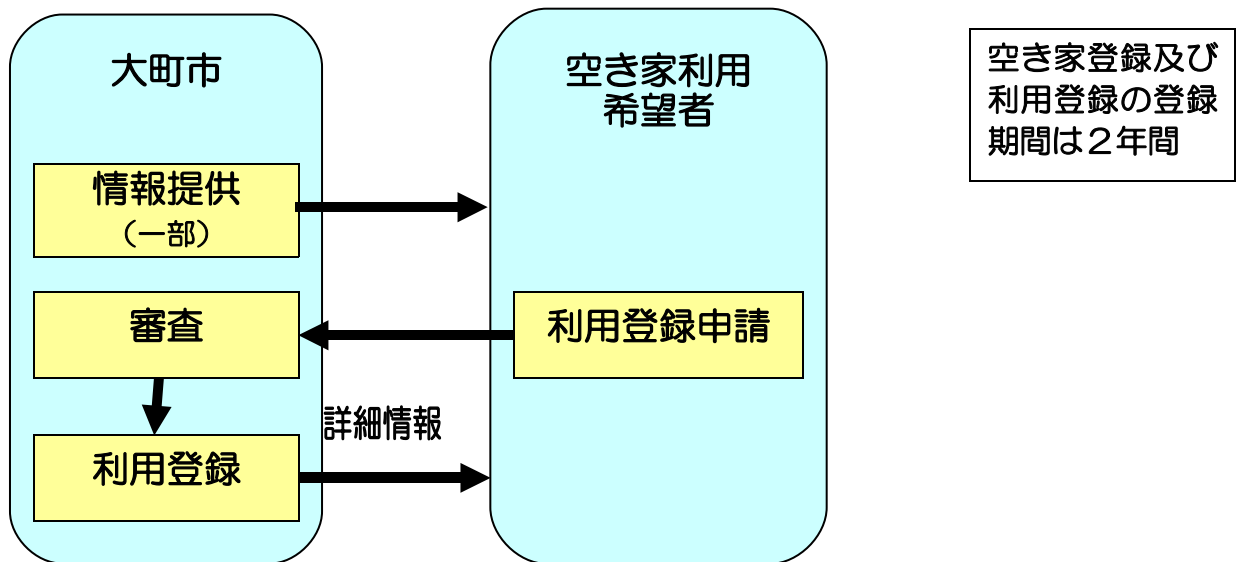 大町市
空き家利用
希望者
空き家登録及び
利用登録の登録
期間は２年間
情報提供
（一部）
審査
利用登録申請
詳細情報
利用登録